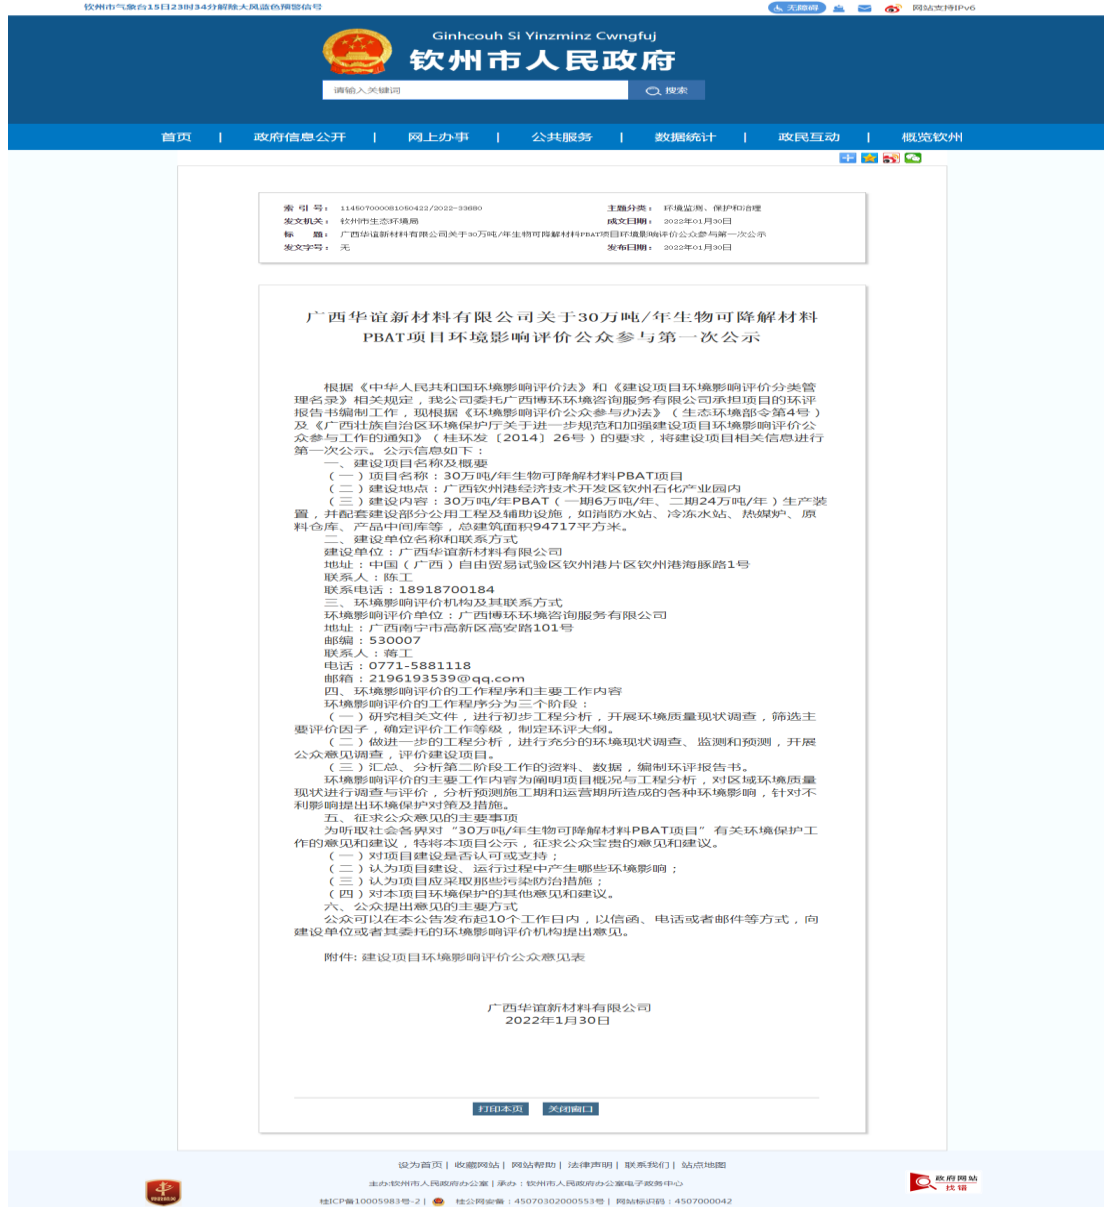 钦州市气象台15日23时34分解除大风蓝色预警信号
无障碍 网站支持IPv6
Ginhcouh Si Yinzminz Cwngfuj
钦州市人民政府
请输入关键词 搜索
首页 | 政府信息公开 | 网上办事 | 公共服务 | 数据统计 | 政民互动 | 概览钦州
索 引 号： 114507000081050422/2022-33680 主题分类： 环境监测、保护和治理
发文机关： 钦州市生态环境局 成文日期： 2022年01月30日
标 题： 广西华谊新材料有限公司关于30万吨/年生物可降解材料PBAT项目环境影响评价公众参与第一次公示
发文字号： 无 发布日期： 2022年01月30日
广西华谊新材料有限公司关于30万吨/年生物可降解材料
PBAT项目环境影响评价公众参与第一次公示
根据《中华人民共和国环境影响评价法》和《建设项目环境影响评价分类管
理名录》相关规定，我公司委托广西博环环境咨询服务有限公司承担项目的环评
报告书编制工作，现根据《环境影响评价公众参与办法》（生态环境部令第4号）
及《广西壮族自治区环境保护厅关于进一步规范和加强建设项目环境影响评价公
众参与工作的通知》（桂环发〔2014〕26号）的要求，将建设项目相关信息进行
第一次公示。公示信息如下：
一、建设项目名称及概要
（一）项目名称：30万吨/年生物可降解材料PBAT项目
（二）建设地点：广西钦州港经济技术开发区钦州石化产业园内
（三）建设内容：30万吨/年PBAT（一期6万吨/年、二期24万吨/年）生产装
置，并配套建设部分公用工程及辅助设施，如消防水站、冷冻水站、热媒炉、原
料仓库、产品中间库等，总建筑面积94717平方米。
二、建设单位名称和联系方式
建设单位：广西华谊新材料有限公司
地址：中国（广西）自由贸易试验区钦州港片区钦州港海豚路1号
联系人：陈工
联系电话：18918700184
三、环境影响评价机构及其联系方式
环境影响评价单位：广西博环环境咨询服务有限公司
地址：广西南宁市高新区高安路101号
邮编：530007
联系人：蒋工
电话：0771-5881118
邮箱：2196193539@qq.com
四、环境影响评价的工作程序和主要工作内容
环境影响评价的工作程序分为三个阶段：
（一）研究相关文件，进行初步工程分析，开展环境质量现状调查，筛选主
要评价因子，确定评价工作等级，制定环评大纲。
（二）做进一步的工程分析，进行充分的环境现状调查、监测和预测，开展
公众意见调查，评价建设项目。
（三）汇总、分析第二阶段工作的资料、数据，编制环评报告书。
环境影响评价的主要工作内容为阐明项目概况与工程分析，对区域环境质量
现状进行调查与评价，分析预测施工期和运营期所造成的各种环境影响，针对不
利影响提出环境保护对策及措施。
五、征求公众意见的主要事项
为听取社会各界对“30万吨/年生物可降解材料PBAT项目”有关环境保护工
作的意见和建议，特将本项目公示，征求公众宝贵的意见和建议。
（一）对项目建设是否认可或支持；
（二）认为项目建设、运行过程中产生哪些环境影响；
（三）认为项目应采取那些污染防治措施；
（四）对本项目环境保护的其他意见和建议。
六、公众提出意见的主要方式
公众可以在本公告发布起10个工作日内，以信函、电话或者邮件等方式，向
建设单位或者其委托的环境影响评价机构提出意见。
附件: 建设项目环境影响评价公众意见表
广西华谊新材料有限公司
2022年1月30日
打印本页 关闭窗口
设为首页 | 收藏网站 | 网站帮助 | 法律声明 | 联系我们 | 站点地图
主办:钦州市人民政府办公室 | 承办：钦州市人民政府办公室电子政务中心
桂ICP备10005983号-2 | 桂公网安备：45070302000553号 | 网站标识码：4507000042
政府网站
找错